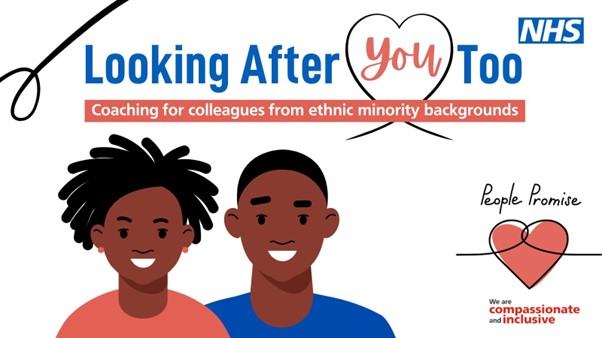 NHS
Looking After You Too
Coaching for colleagues from ethnic minority backgrounds
People Promise
We are
compassionate
and inclusive